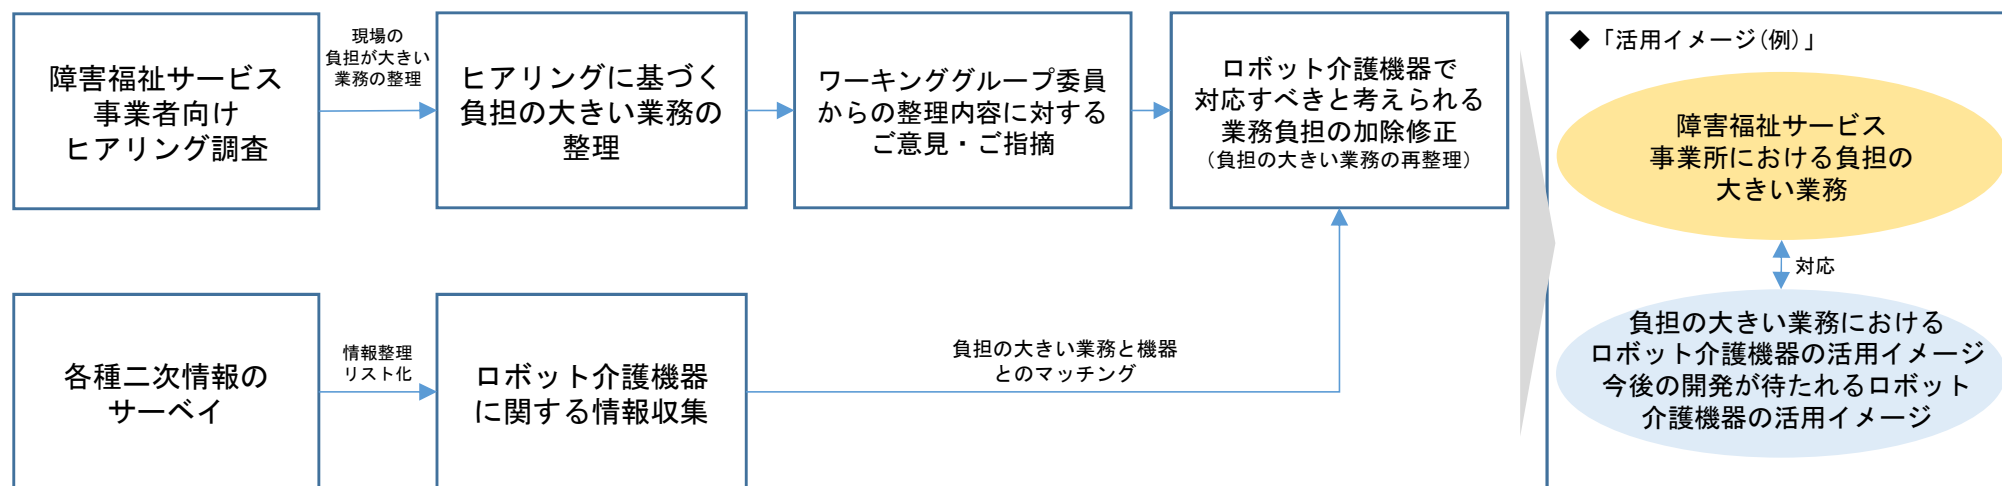 障害福祉サービス
事業者向け
ヒアリング調査
現場の
負担が大きい
業務の整理
ヒアリングに基づく
負担の大きい業務の
整理
ワーキンググループ委員
からの整理内容に対する
ご意見・ご指摘
ロボット介護機器で
対応すべきと考えられる
業務負担の加除修正
（負担の大きい業務の再整理）
各種二次情報の
サーベイ
情報整理
リスト化
ロボット介護機器
に関する情報収集
負担の大きい業務と機器
とのマッチング
◆「活用イメージ（例）」
障害福祉サービス
事業所における負担の
大きい業務
対応
負担の大きい業務における
ロボット介護機器の活用イメージ
今後の開発が待たれるロボット
介護機器の活用イメージ